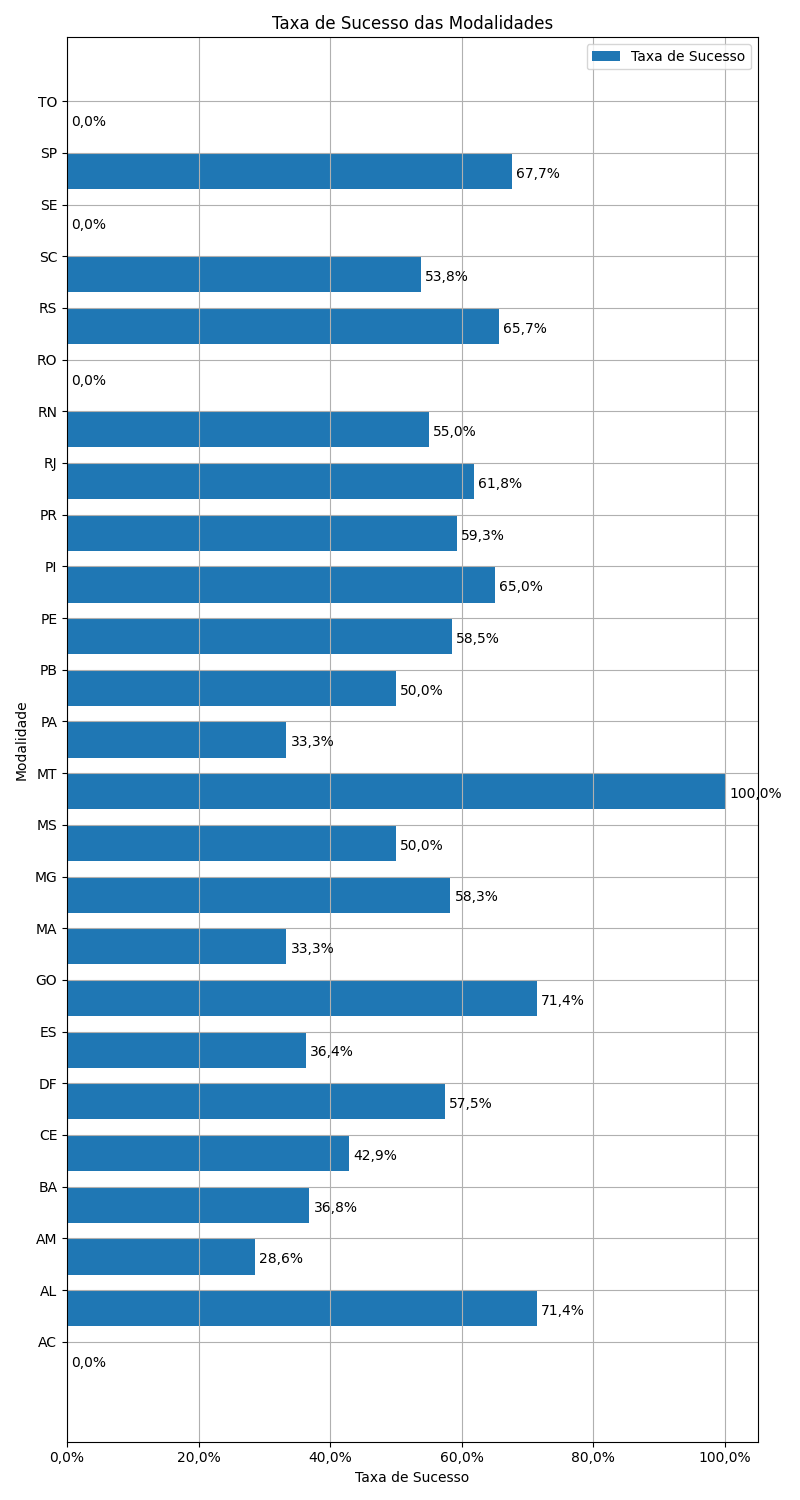 Taxa de Sucesso das Modalidades
Taxa de Sucesso
TO
0,0%
SP
67,7%
SE
0,0%
SC
53,8%
RS
65,7%
RO
0,0%
RN
55,0%
RJ
61,8%
PR
59,3%
PI
65,0%
PE
58,5%
PB
50,0%
PA
33,3%
MT
100,0%
MS
50,0%
MG
58,3%
MA
33,3%
GO
71,4%
ES
36,4%
DF
57,5%
CE
42,9%
BA
36,8%
AM
28,6%
AL
71,4%
AC
0,0%
Modalidade
0,0% 20,0% 40,0% 60,0% 80,0% 100,0%
Taxa de Sucesso